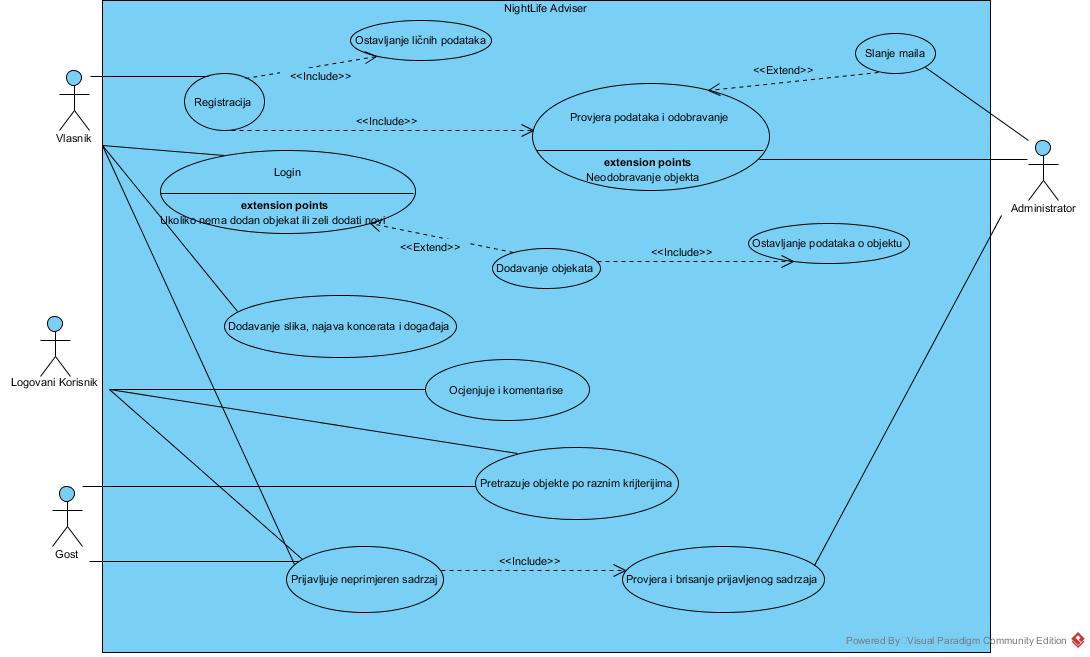 NightLife Adviser
Ostavljanje ličnih podataka
Slanje maila
<<Include>>
<<Extend>>
Registracija
Vlasnik
<<Include>>
Provjera podataka i odobravanje
extension points
Neodobravanje objekta
Login
extension points
Ukoliko nema dodan objekat ili zeli dodati novi
Administrator
<<Extend>>
<<Include>>
Ostavljanje podataka o objektu
Dodavanje objekata
Dodavanje slika, najava koncerata i događaja
Logovani Korisnik
Ocjenjuje i komentarise
Pretrazuje objekte po raznim krijterijima
Gost
<<Include>>
Prijavljuje neprimjeren sadrzaj
Provjera i brisanje prijavljenog sadrzaja
Powered By Visual Paradigm Community Edition